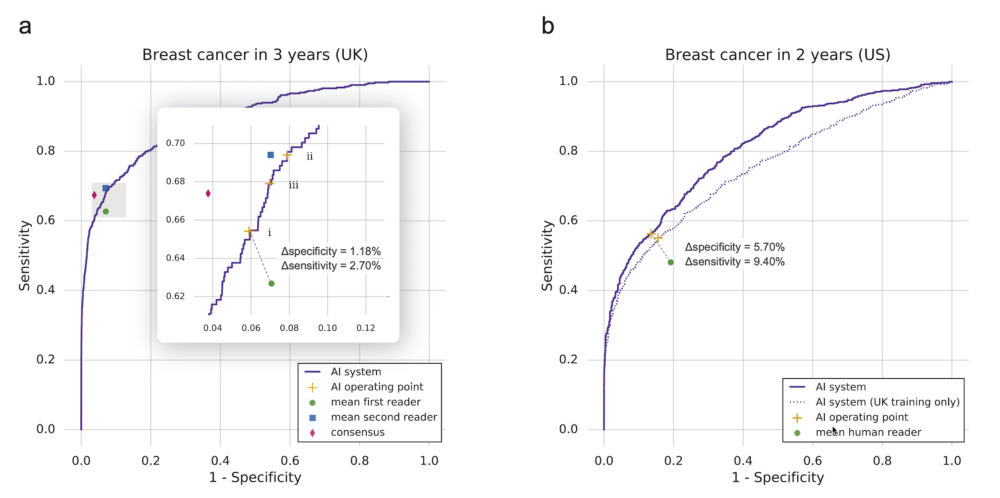 a
Breast cancer in 3 years (UK)
1.0
0.8
0.6
0.4
0.2
0.0
Sensitivity
0.70
0.68
0.66
0.64
0.62
ii
iii
i
Δspecificity = 1.18%
Δsensitivity = 2.70%
0.04 0.06 0.08 0.10 0.12
AI system
AI operating point
mean first reader
mean second reader
consensus
0.0 0.2 0.4 0.6 0.8 1.0
1 - Specificity
b
Breast cancer in 2 years (US)
1.0
0.8
0.6
0.4
0.2
0.0
Sensitivity
Δspecificity = 5.70%
Δsensitivity = 9.40%
AI system
AI system (UK training only)
AI operating point
mean human reader
0.0 0.2 0.4 0.6 0.8 1.0
1 - Specificity